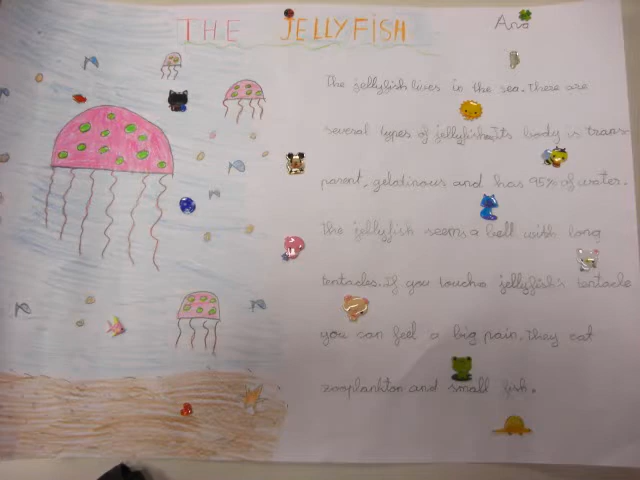 THE JELLYFISH
Ana
The jellyfish lives in the sea. There are
several types of jellyfish. Its body is trans-
parent, gelatinous and has 95% of water.
The jellyfish seems a bell with long
tentacles. If you touch a jellyfish's tentacle
you can feel a big pain. They eat
zooplankton and small fish.